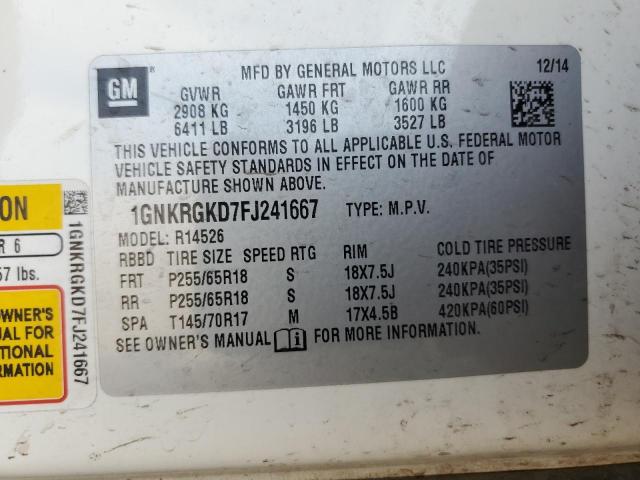 GM
MFD BY GENERAL MOTORS LLC 12/14
GVWR GAWR FRT GAWR RR
2908 KG 1450 KG 1600 KG
6411 LB 3196 LB 3527 LB
THIS VEHICLE CONFORMS TO ALL APPLICABLE U.S. FEDERAL MOTOR
VEHICLE SAFETY STANDARDS IN EFFECT ON THE DATE OF
MANUFACTURE SHOWN ABOVE.
1GNKRGKD7FJ241667 TYPE: M.P.V.
MODEL: R14526
RBBD TIRE SIZE SPEED RTG RIM COLD TIRE PRESSURE
FRT P255/65R18 S 18X7.5J 240KPA(35PSI)
RR P255/65R18 S 18X7.5J 240KPA(35PSI)
SPA T145/70R17 M 17X4.5B 420KPA(60PSI)
SEE OWNER'S MANUAL i FOR MORE INFORMATION.
ON
R 6
57 lbs.
OWNER'S
UAL FOR
TIONAL
RMATION
1GNKRGKD7FJ241667